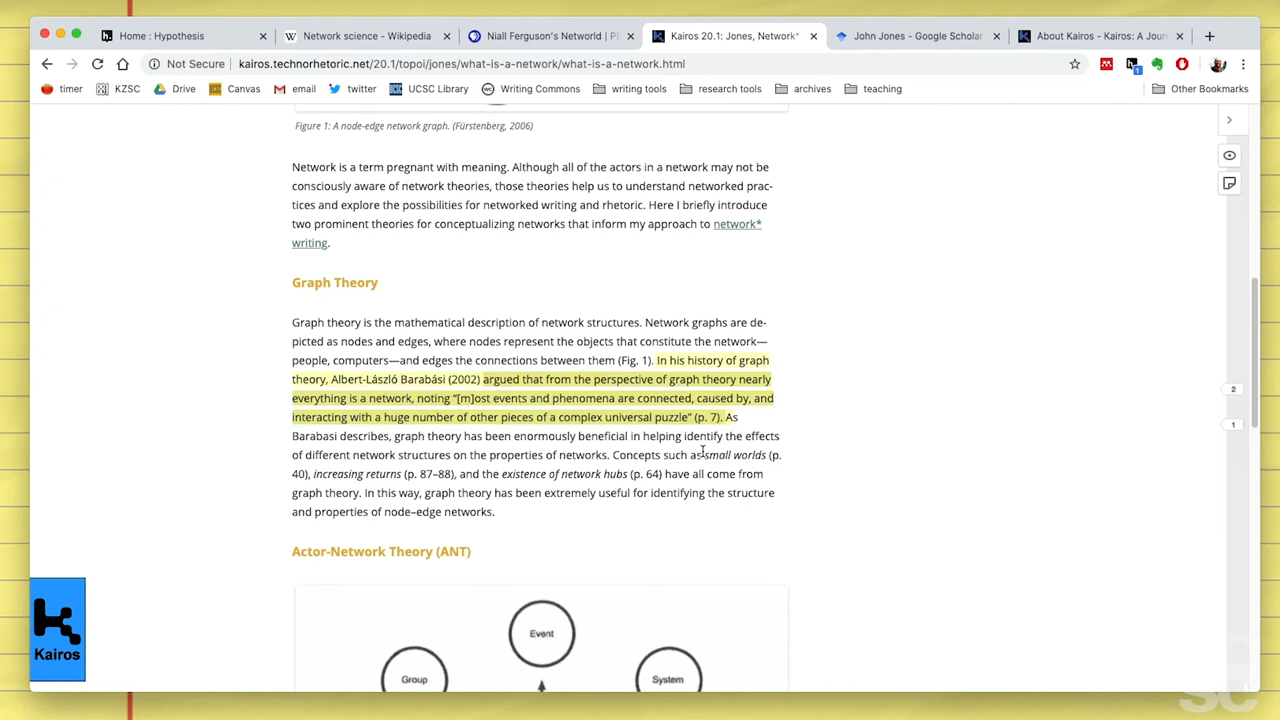 Home : Hypothesis
Network science - Wikipedia
Niall Ferguson's Networld | P
Kairos 20.1: Jones, Network*
John Jones - Google Scholar
About Kairos - Kairos: A Jour
Not Secure
kairos.technorhetoric.net/20.1/topoi/jones/what-is-a-network/what-is-a-network.html
1
timer
KZSC
Drive
Canvas
email
twitter
UCSC Library
Writing Commons
writing tools
research tools
archives
teaching
Other Bookmarks
Figure 1: A node-edge network graph. (Fürstenberg, 2006)
Network is a term pregnant with meaning. Although all of the actors in a network may not be
consciously aware of network theories, those theories help us to understand networked prac-
tices and explore the possibilities for networked writing and rhetoric. Here I briefly introduce
two prominent theories for conceptualizing networks that inform my approach to network*
writing.
Graph Theory
Graph theory is the mathematical description of network structures. Network graphs are de-
picted as nodes and edges, where nodes represent the objects that constitute the network—
people, computers—and edges the connections between them (Fig. 1). In his history of graph
theory, Albert-László Barabási (2002) argued that from the perspective of graph theory nearly
everything is a network, noting “[m]ost events and phenomena are connected, caused by, and
interacting with a huge number of other pieces of a complex universal puzzle” (p. 7). As
Barabasi describes, graph theory has been enormously beneficial in helping identify the effects
of different network structures on the properties of networks. Concepts such as small worlds (p.
40), increasing returns (p. 87–88), and the existence of network hubs (p. 64) have all come from
graph theory. In this way, graph theory has been extremely useful for identifying the structure
and properties of node–edge networks.
2
1
Actor-Network Theory (ANT)
Event
Group
System
Kairos
SC